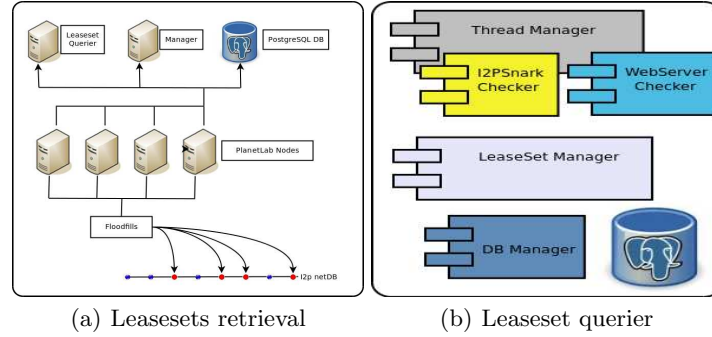 Leaseset
Querier
Manager
PostgreSQL DB
PlanetLab Nodes
Floodfills
I2p netDB
(a) Leasesets retrieval
Thread Manager
I2PSnark
Checker
WebServer
Checker
LeaseSet Manager
DB Manager
(b) Leaseset querier